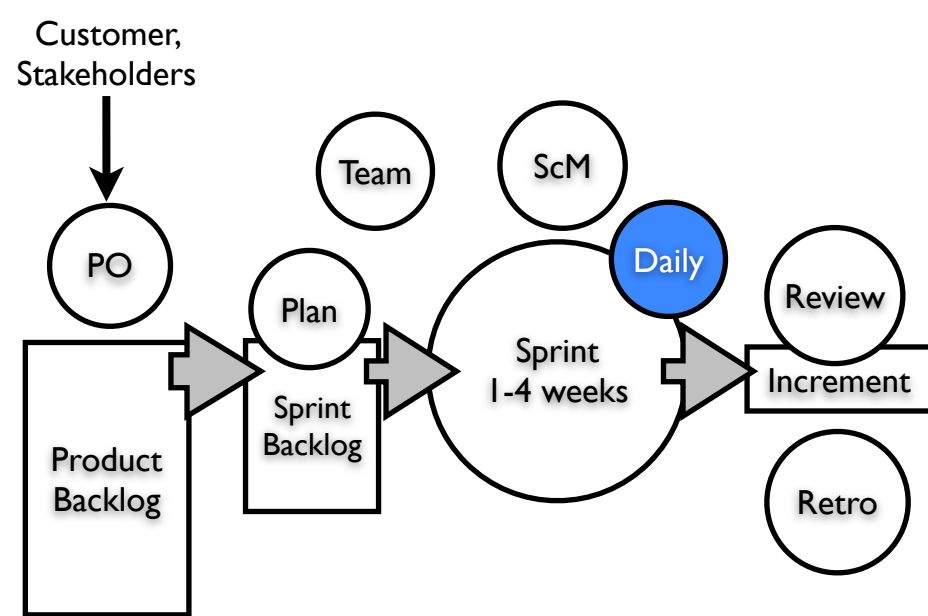 Customer,
Stakeholders
PO
Product
Backlog
Plan
Sprint
Backlog
Team
ScM
Daily
Sprint
1-4 weeks
Review
Increment
Retro